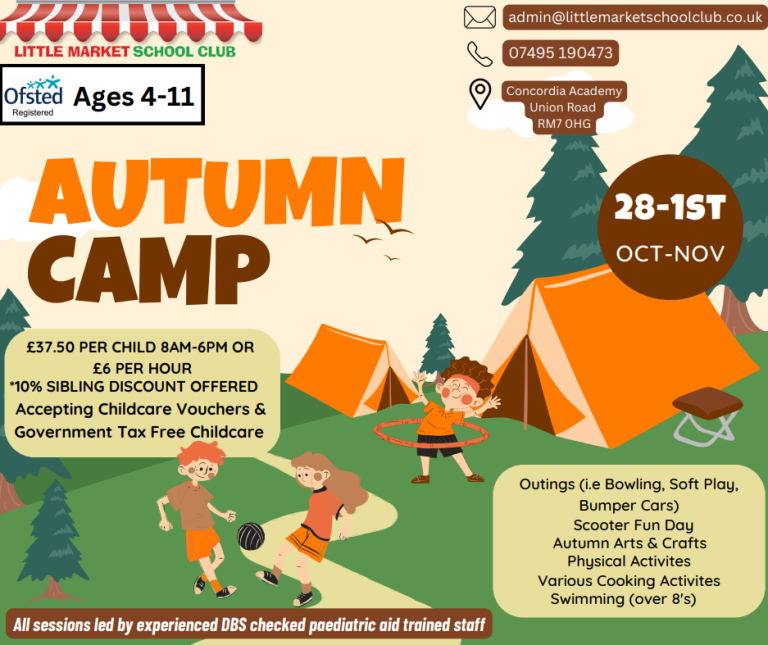 LITTLE MARKET SCHOOL CLUB
Ofsted
Registered
Ages 4-11
admin@littlemarketschoolclub.co.uk
07495 190473
Concordia Academy
Union Road
RM7 0HG
AUTUMN
CAMP
28-1ST
OCT-NOV
£37.50 PER CHILD 8AM-6PM OR
£6 PER HOUR
*10% SIBLING DISCOUNT OFFERED
Accepting Childcare Vouchers &
Government Tax Free Childcare
Outings (i.e Bowling, Soft Play,
Bumper Cars)
Scooter Fun Day
Autumn Arts & Crafts
Physical Activites
Various Cooking Activites
Swimming (over 8's)
All sessions led by experienced DBS checked paediatric aid trained staff